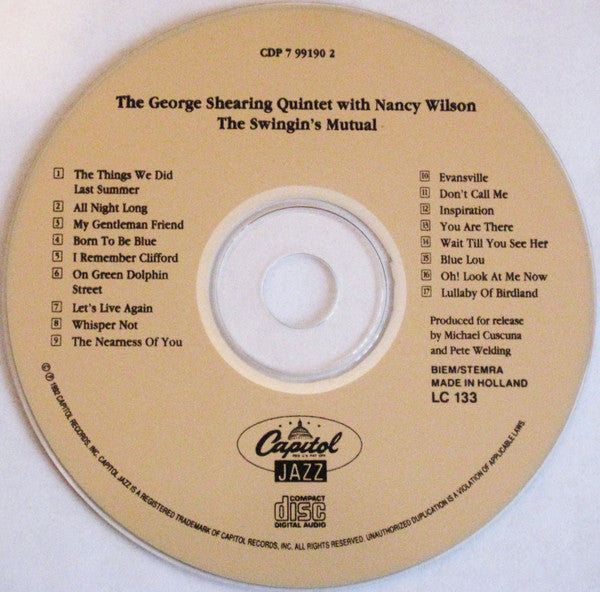 CDP 7 99190 2
The George Shearing Quintet with Nancy Wilson
The Swingin's Mutual
1 The Things We Did
Last Summer
2 All Night Long
3 My Gentleman Friend
4 Born To Be Blue
5 I Remember Clifford
6 On Green Dolphin
Street
7 Let's Live Again
8 Whisper Not
9 The Nearness Of You
10 Evansville
11 Don't Call Me
12 Inspiration
13 You Are There
14 Wait Till You See Her
15 Blue Lou
16 Oh! Look At Me Now
17 Lullaby Of Birdland
Produced for release
by Michael Cuscuna
and Pete Welding
BIEM/STEMRA
MADE IN HOLLAND
LC 133
Capitol
REG. U.S. PAT. OFF.
JAZZ
COMPACT
disc
DIGITAL AUDIO
© ℗ 1992 CAPITOL RECORDS, INC. CAPITOL JAZZ IS A REGISTERED TRADEMARK OF CAPITOL RECORDS, INC. ALL RIGHTS RESERVED. UNAUTHORIZED DUPLICATION IS A VIOLATION OF APPLICABLE LAWS